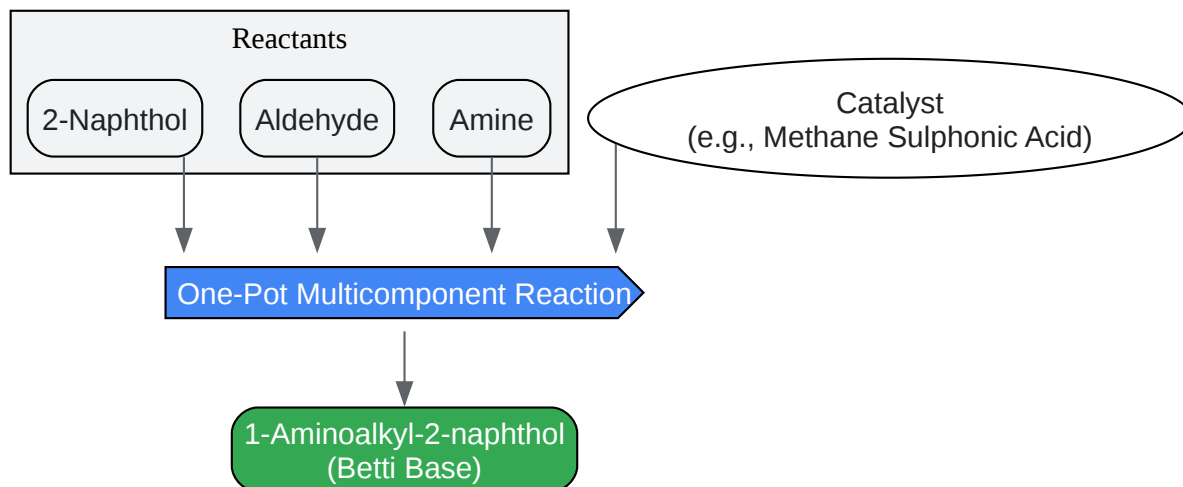 Reactants
2-Naphthol
Aldehyde
Amine
Catalyst
(e.g., Methane Sulphonic Acid)
One-Pot Multicomponent Reaction
1-Aminoalkyl-2-naphthol
(Betti Base)